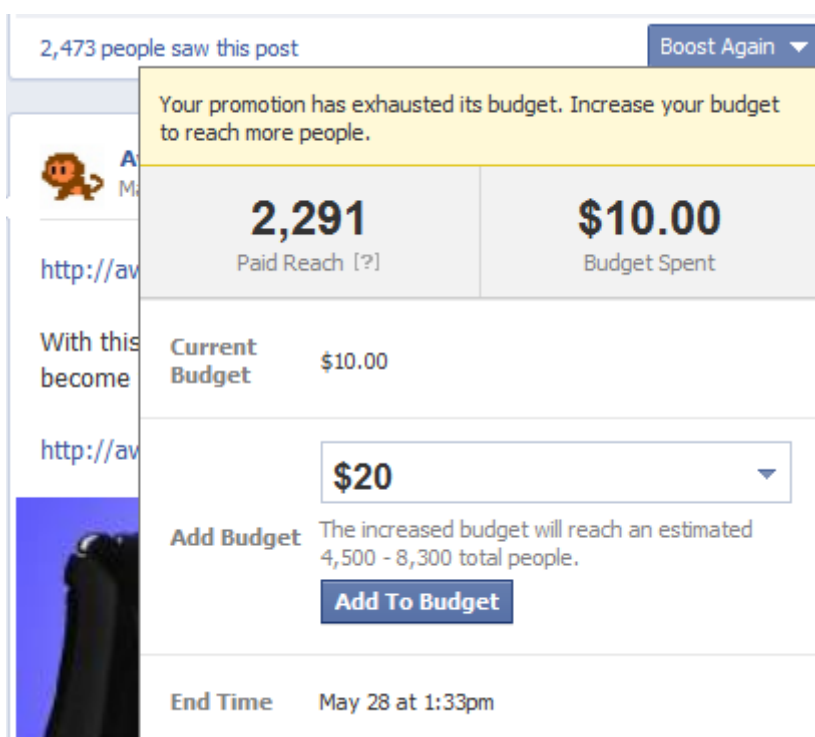 2,473 people saw this post
Boost Again
Your promotion has exhausted its budget. Increase your budget
to reach more people.
2,291
Paid Reach [?]
$10.00
Budget Spent
http://aw
With this
become
http://aw
Current
Budget
$10.00
Add Budget
$20
The increased budget will reach an estimated
4,500 - 8,300 total people.
Add To Budget
End Time
May 28 at 1:33pm